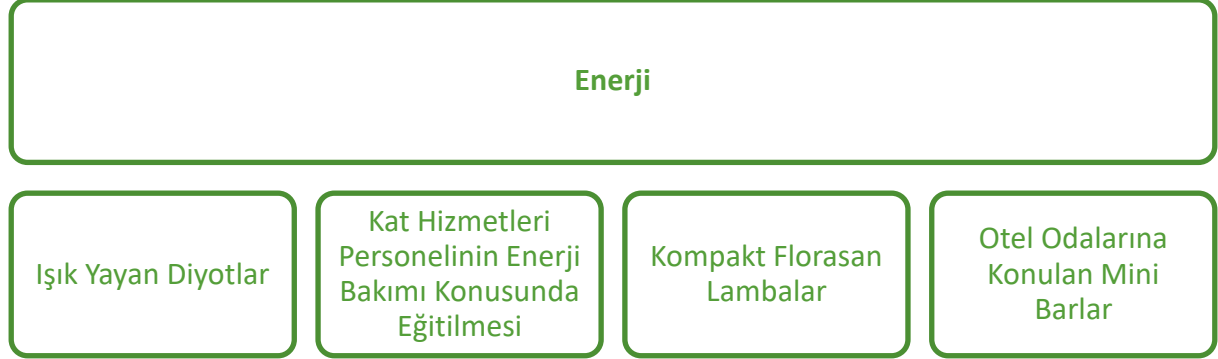 Enerji
Işık Yayan Diyotlar
Kat Hizmetleri
Personelinin Enerji
Bakımı Konusunda
Eğitilmesi
Kompakt Florasan
Lambalar
Otel Odalarına
Konulan Mini
Barlar